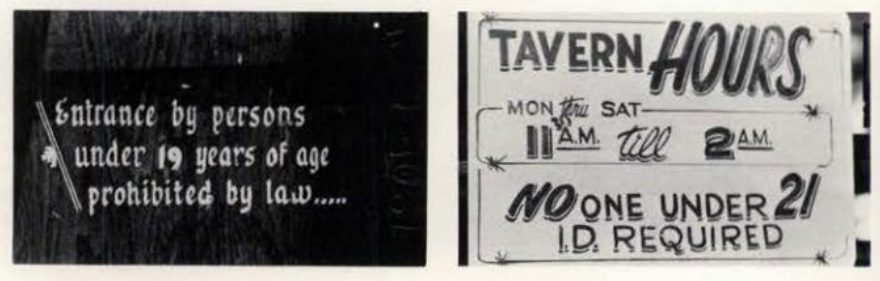 Entrance by persons
under 19 years of age
prohibited by law.....
TAVERN HOURS
MON thru SAT
11 A.M. till 2 A.M.
NO ONE UNDER 21
I.D. REQUIRED